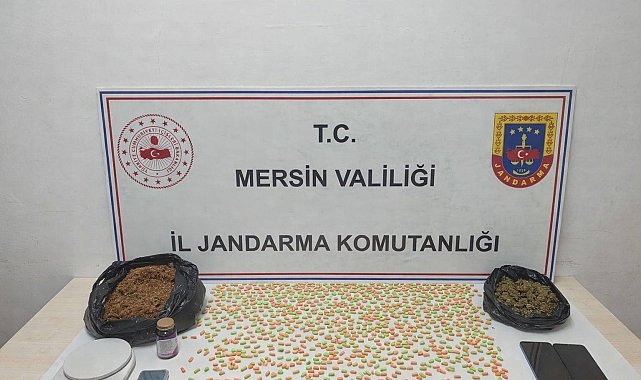 T.C.
MERSİN VALİLİĞİ
İL JANDARMA KOMUTANLIĞI
JANDARMA